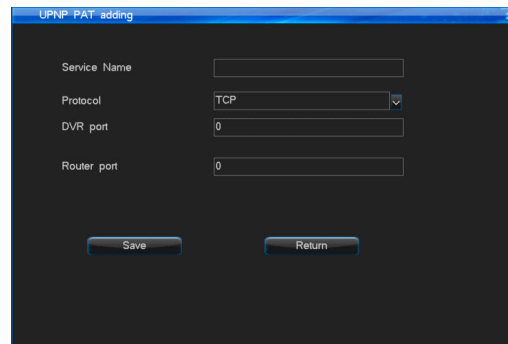 UPNP PAT adding
Service Name
Protocol TCP
DVR port 0
Router port 0
Save Return